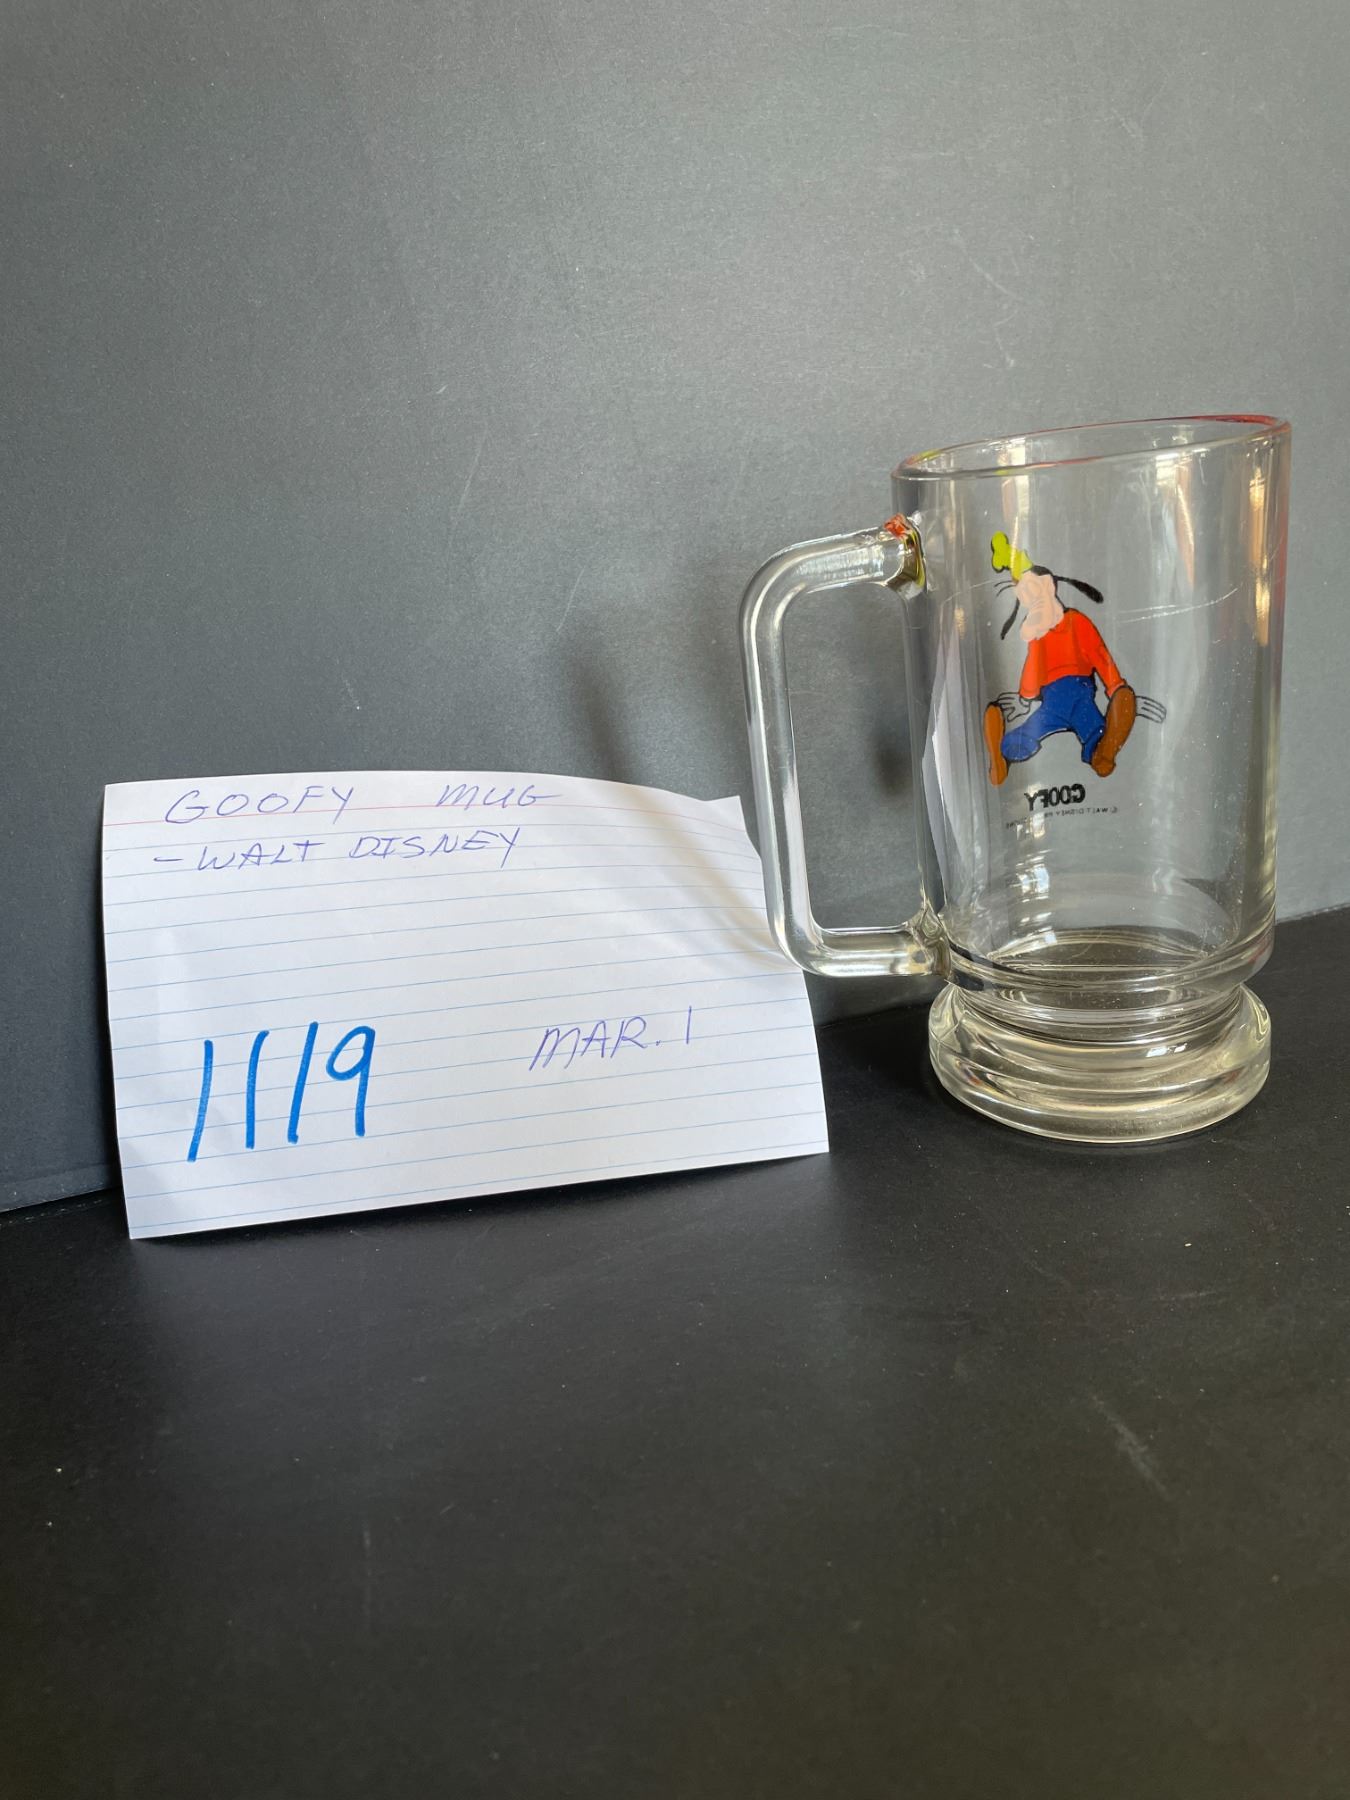 GOOFY MUG
- WALT DISNEY
1119
MAR. 1
GOOFY
© WALT DISNEY